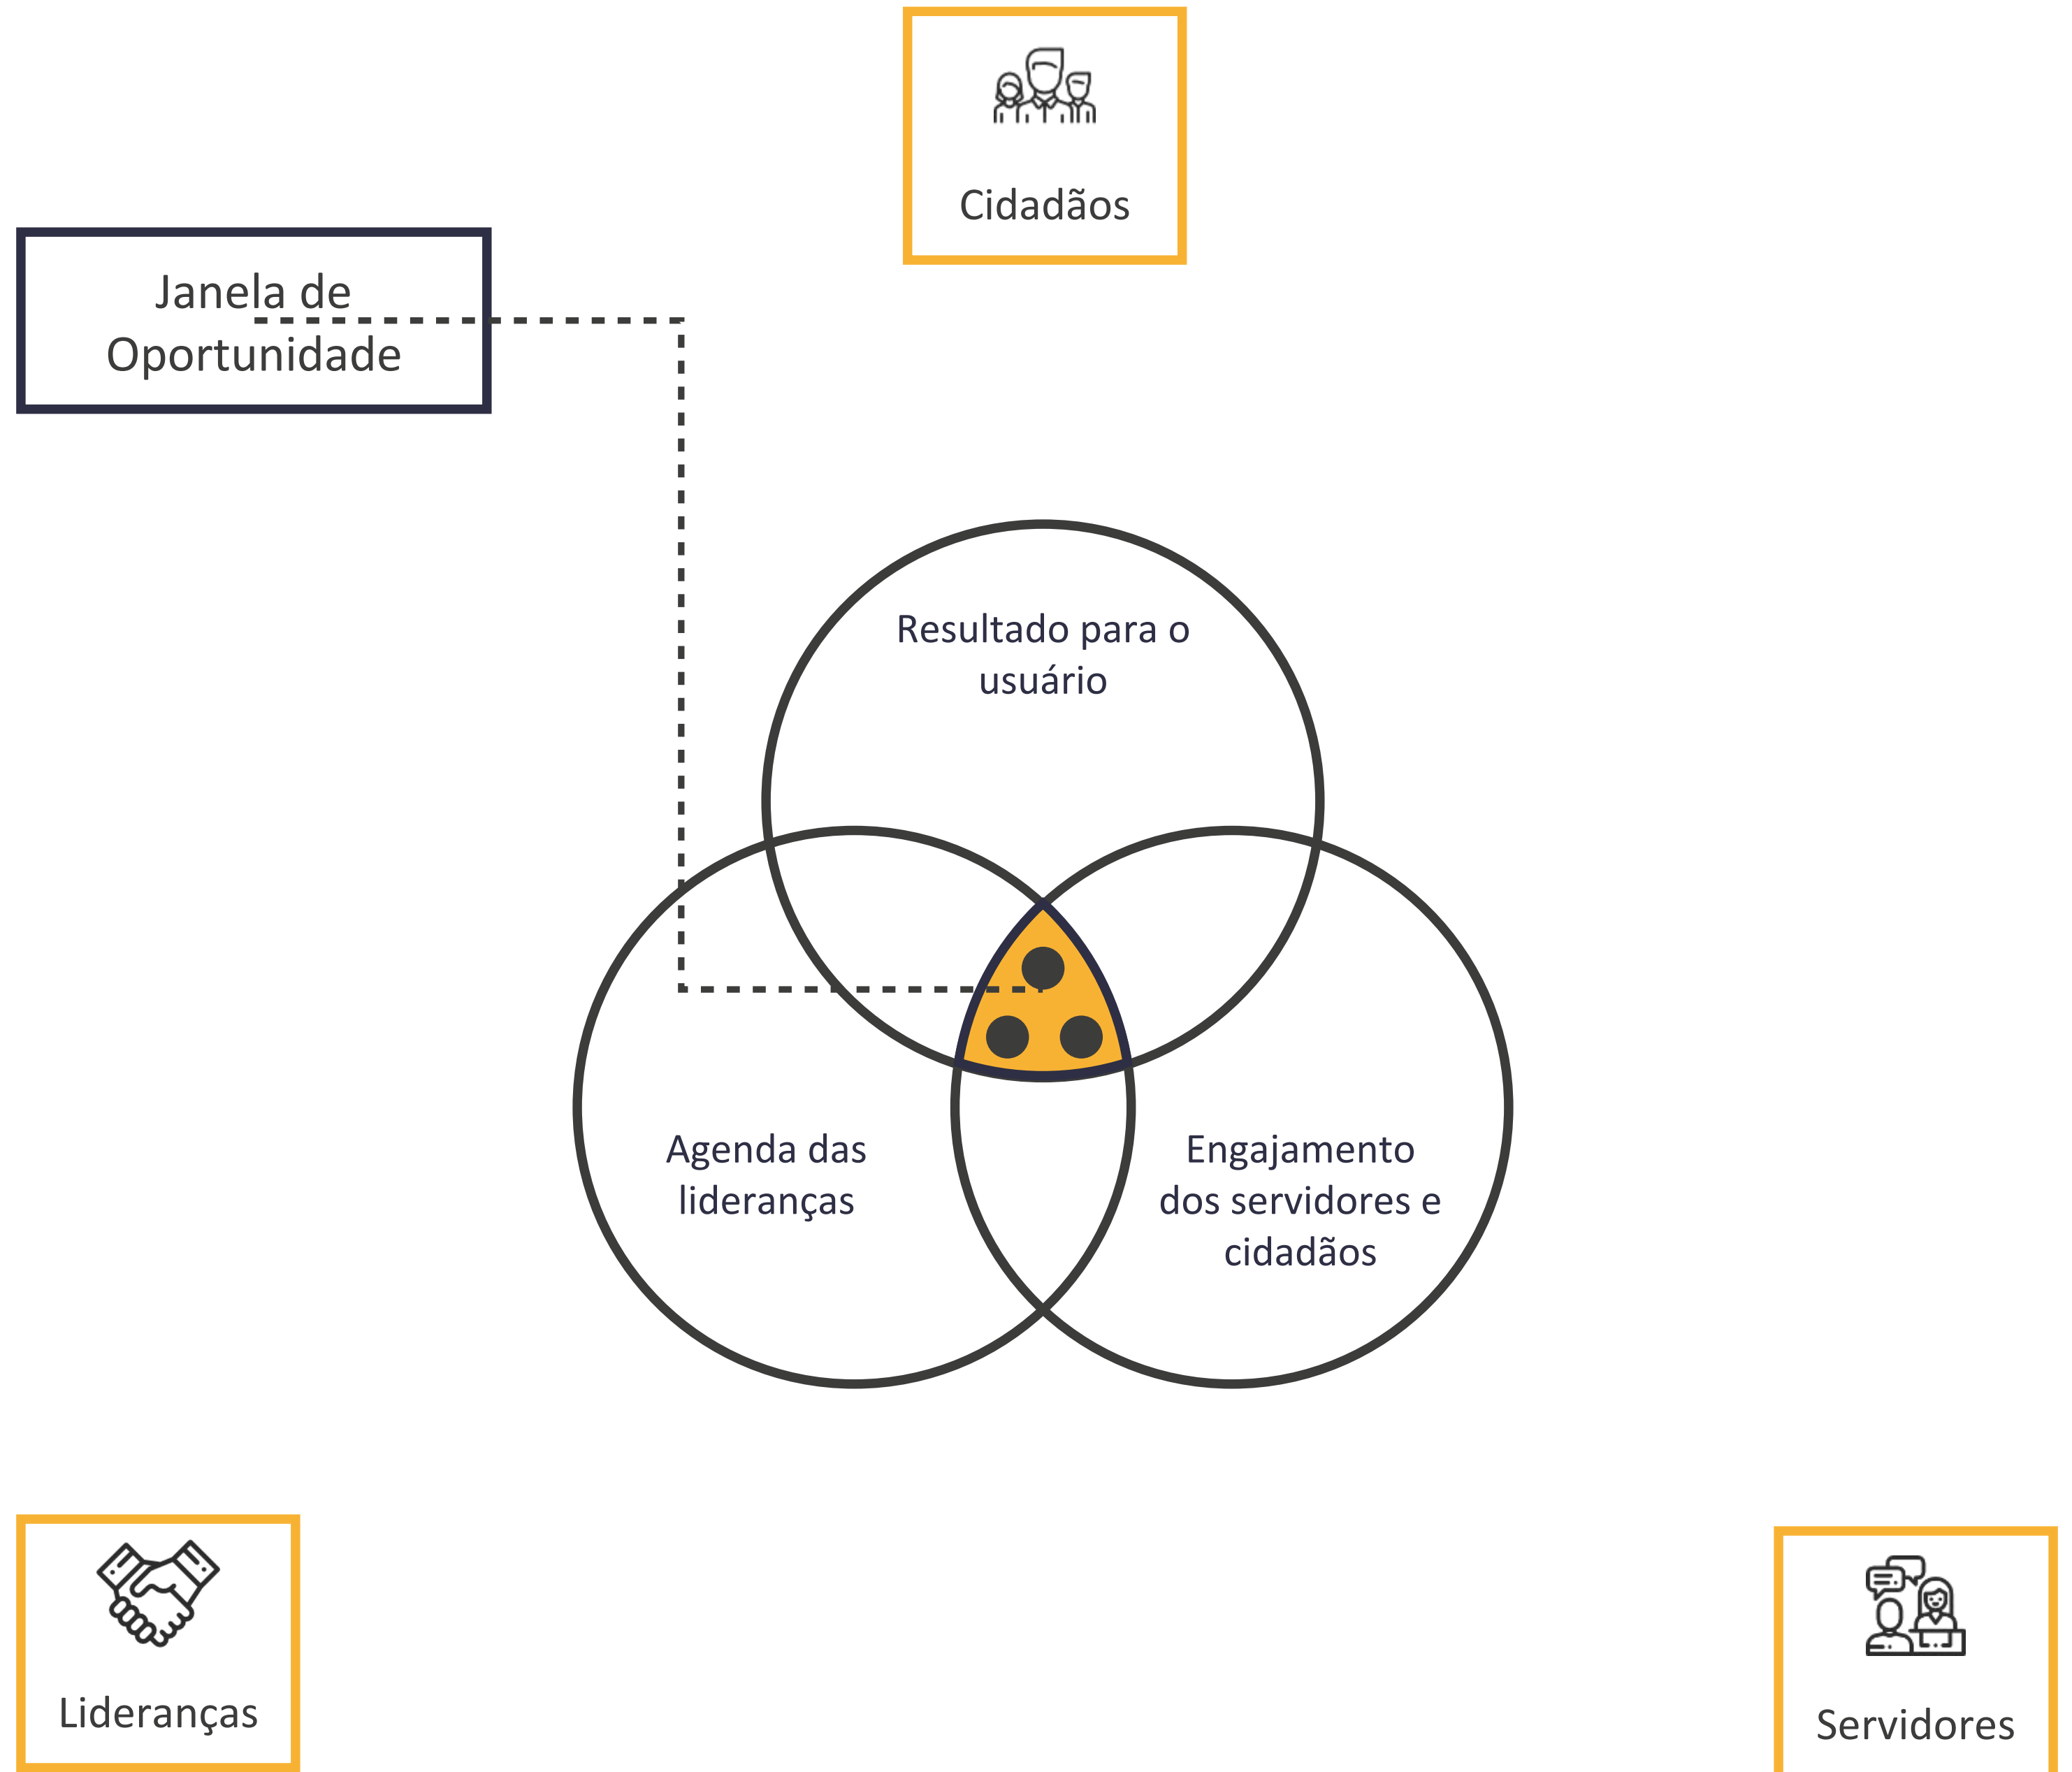 Cidadãos
Janela de
Oportunidade
Resultado para o
usuário
Agenda das
lideranças
Engajamento
dos servidores e
cidadãos
Lideranças
Servidores